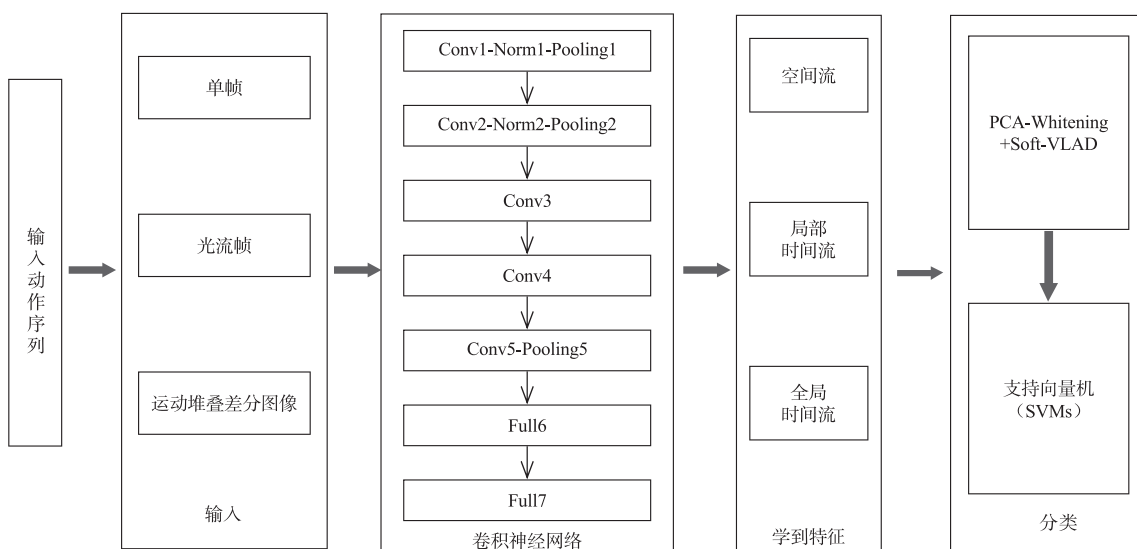 输入动作序列
单帧
光流帧
运动堆叠差分图像
输入
Conv1-Norm1-Pooling1
Conv2-Norm2-Pooling2
Conv3
Conv4
Conv5-Pooling5
Full6
Full7
卷积神经网络
空间流
局部
时间流
全局
时间流
学到特征
PCA-Whitening
+Soft-VLAD
支持向量机
（SVMs）
分类